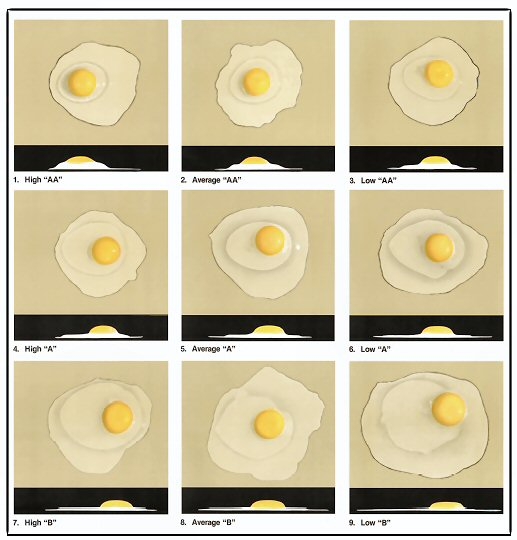 1. High "AA"
2. Average "AA"
3. Low "AA"
4. High "A"
5. Average "A"
6. Low "A"
7. High "B"
8. Average "B"
9. Low "B"